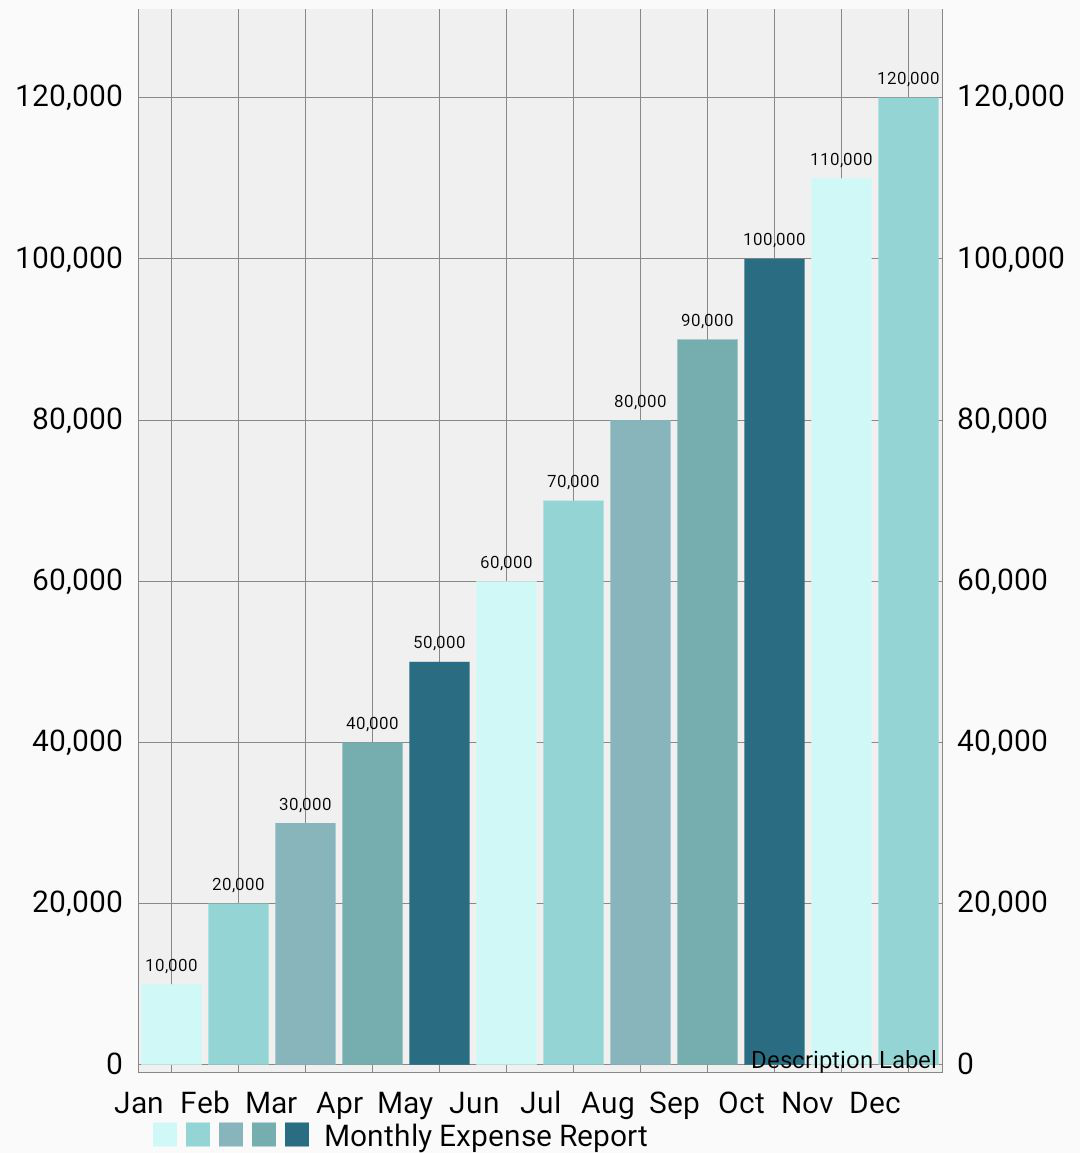 120,000
120,000 120,000
110,000
100,000 100,000 100,000
90,000
80,000 80,000 80,000
70,000
60,000 60,000 60,000
50,000
40,000 40,000 40,000
30,000
20,000 20,000 20,000
10,000
0 Description Label 0
Jan Feb Mar Apr May Jun Jul Aug Sep Oct Nov Dec
Monthly Expense Report